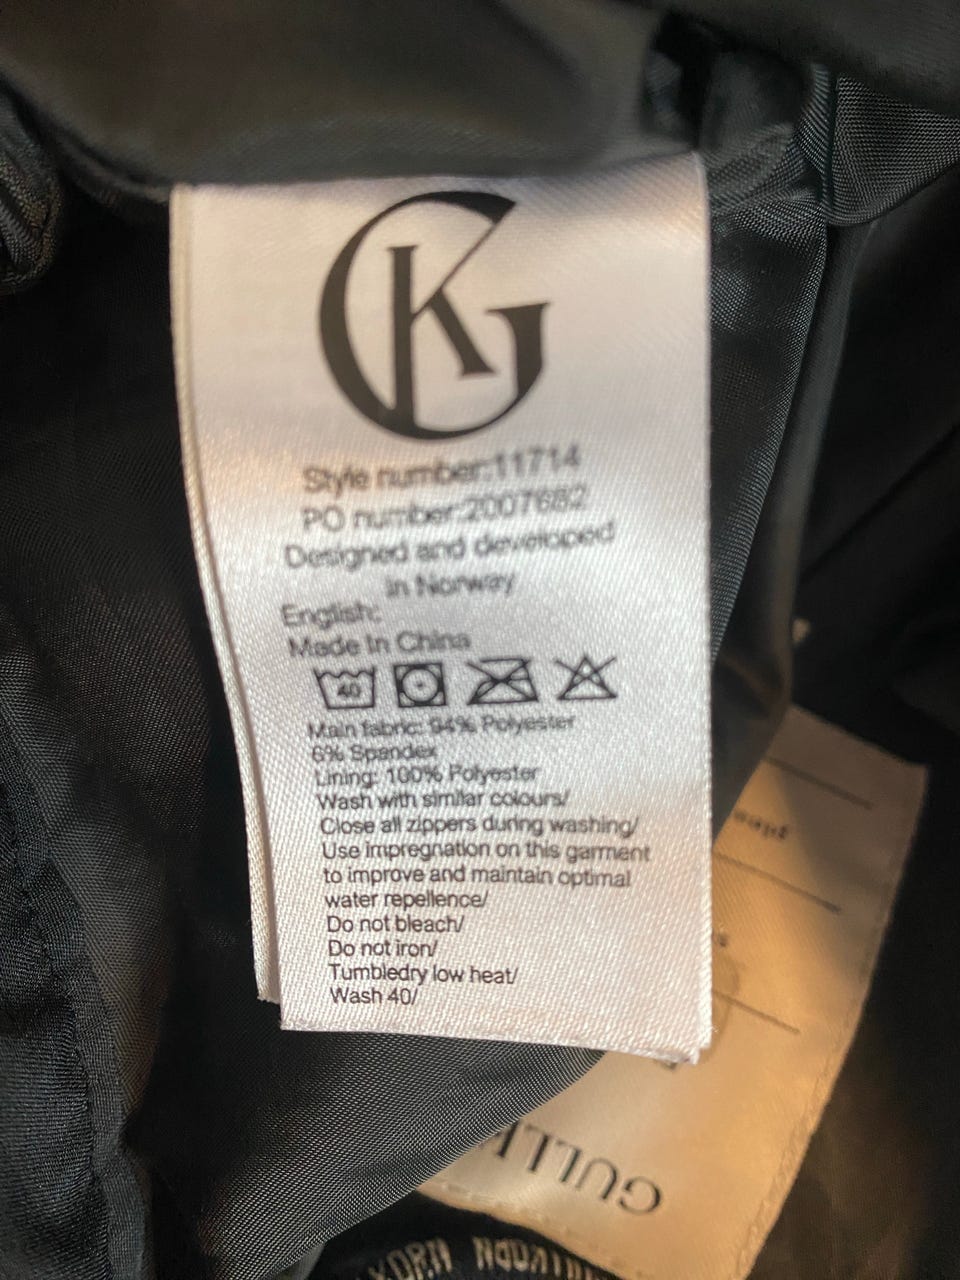 GK
Style number:11714
PO number:2007682
Designed and developed
in Norway
English:
Made In China
40
Main fabric: 94% Polyester
6% Spandex
Lining: 100% Polyester
Wash with similar colours/
Close all zippers during washing/
Use impregnation on this garment
to improve and maintain optimal
water repellence/
Do not bleach/
Do not iron/
Tumbledry low heat/
Wash 40/